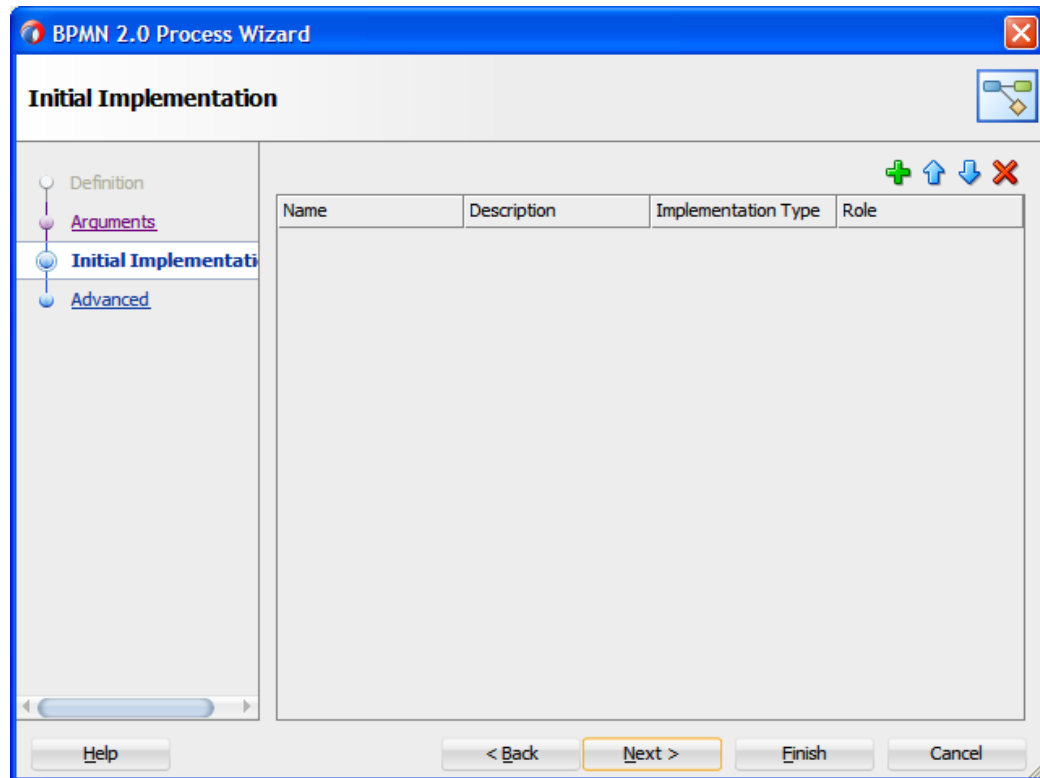 BPMN 2.0 Process Wizard
Initial Implementation
Definition
Arguments
Initial Implementati
Advanced
Name Description Implementation Type Role
Help < Back Next > Finish Cancel